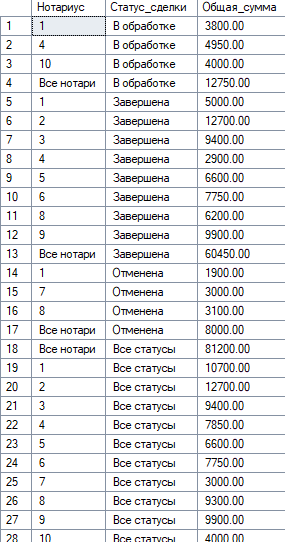 Нотариус Статус_сделки Общая_сумма
1 1 В обработке 3800.00
2 4 В обработке 4950.00
3 10 В обработке 4000.00
4 Все нотари В обработке 12750.00
5 1 Завершена 5000.00
6 2 Завершена 12700.00
7 3 Завершена 9400.00
8 4 Завершена 2900.00
9 5 Завершена 6600.00
10 6 Завершена 7750.00
11 8 Завершена 6200.00
12 9 Завершена 9900.00
13 Все нотари Завершена 60450.00
14 1 Отменена 1900.00
15 7 Отменена 3000.00
16 8 Отменена 3100.00
17 Все нотари Отменена 8000.00
18 Все нотари Все статусы 81200.00
19 1 Все статусы 10700.00
20 2 Все статусы 12700.00
21 3 Все статусы 9400.00
22 4 Все статусы 7850.00
23 5 Все статусы 6600.00
24 6 Все статусы 7750.00
25 7 Все статусы 3000.00
26 8 Все статусы 9300.00
27 9 Все статусы 9900.00
28 10 Все статусы 4000.00